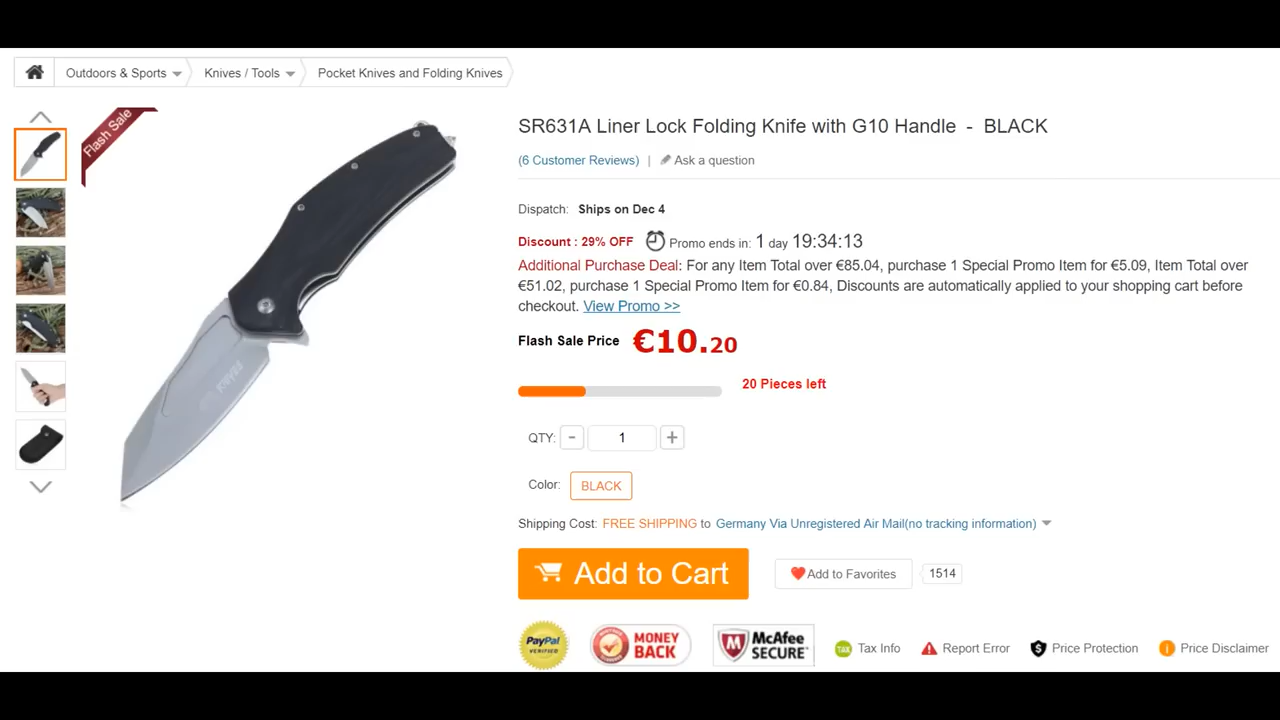 Outdoors & Sports
Knives / Tools
Pocket Knives and Folding Knives
Flash Sale
SR631A Liner Lock Folding Knife with G10 Handle - BLACK
(6 Customer Reviews) | Ask a question
Dispatch: Ships on Dec 4
Discount : 29% OFF Promo ends in: 1 day 19:34:13
Additional Purchase Deal: For any Item Total over €85.04, purchase 1 Special Promo Item for €5.09, Item Total over
€51.02, purchase 1 Special Promo Item for €0.84, Discounts are automatically applied to your shopping cart before
checkout. View Promo >>
Flash Sale Price €10.20
20 Pieces left
QTY: - 1 +
Color: BLACK
Shipping Cost: FREE SHIPPING to Germany Via Unregistered Air Mail(no tracking information)
Add to Cart
Add to Favorites 1514
PayPal
VERIFIED
MONEY
BACK
McAfee
SECURE
TAX Tax Info
Report Error
Price Protection
Price Disclaimer